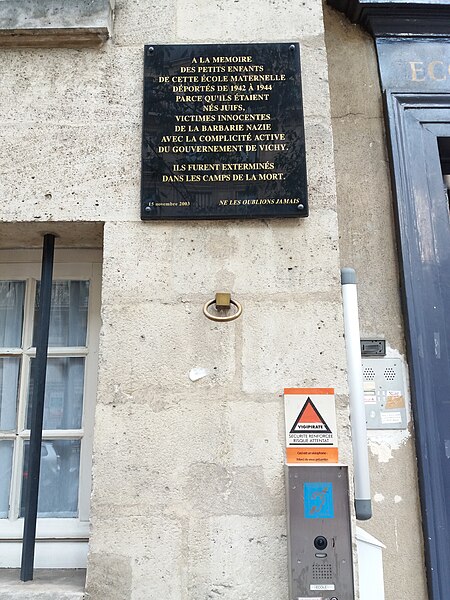 A LA MEMOIRE
DES PETITS ENFANTS
DE CETTE ÉCOLE MATERNELLE
DÉPORTÉS DE 1942 À 1944
PARCE QU'ILS ÉTAIENT
NÉS JUIFS,
VICTIMES INNOCENTES
DE LA BARBARIE NAZIE
AVEC LA COMPLICITÉ ACTIVE
DU GOUVERNEMENT DE VICHY.
ILS FURENT EXTERMINÉS
DANS LES CAMPS DE LA MORT.
15 novembre 2003 NE LES OUBLIONS JAMAIS
EC
VIGIPIRATE
SÉCURITÉ RENFORCÉE
RISQUE ATTENTAT